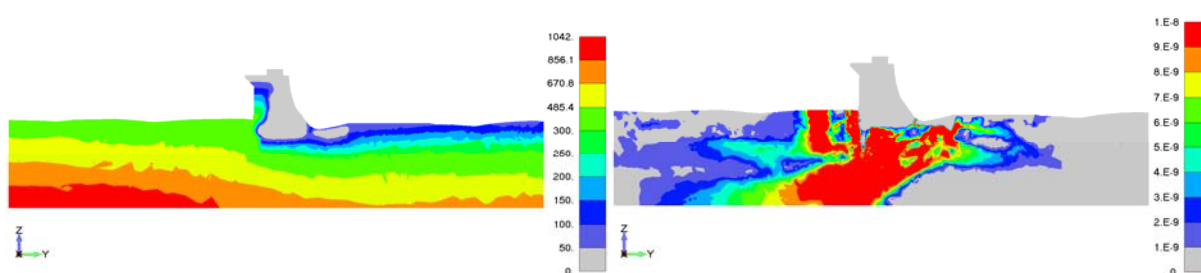 1042.
856.1
670.8
485.4
300.
250.
200.
150.
100.
50.
0
Z
Y
1.E-8
9.E-9
8.E-9
7.E-9
6.E-9
5.E-9
4.E-9
3.E-9
2.E-9
1.E-9
0
Z
Y